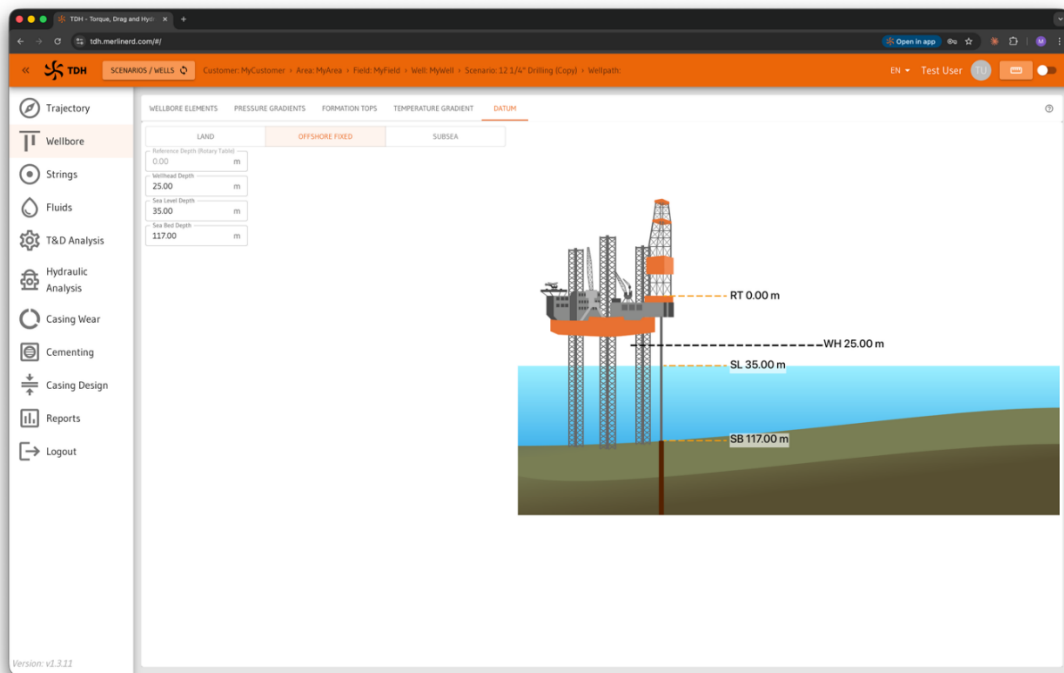 TDH - Torque, Drag and Hydr
tdh.merlinerd.com/#/
Open in app
M
TDH
SCENARIOS / WELLS
Customer: MyCustomer › Area: MyArea › Field: MyField › Well: MyWell › Scenario: 12 1/4" Drilling (Copy) › Wellpath:
EN
Test User
TU
Trajectory
Wellbore
Strings
Fluids
T&D Analysis
Hydraulic
Analysis
Casing Wear
Cementing
Casing Design
Reports
Logout
Version: v1.3.11
WELLBORE ELEMENTS
PRESSURE GRADIENTS
FORMATION TOPS
TEMPERATURE GRADIENT
DATUM
LAND
OFFSHORE FIXED
SUBSEA
Reference Depth (Rotary Table)
0.00 m
Wellhead Depth
25.00 m
Sea Level Depth
35.00 m
Sea Bed Depth
117.00 m
RT 0.00 m
WH 25.00 m
SL 35.00 m
SB 117.00 m